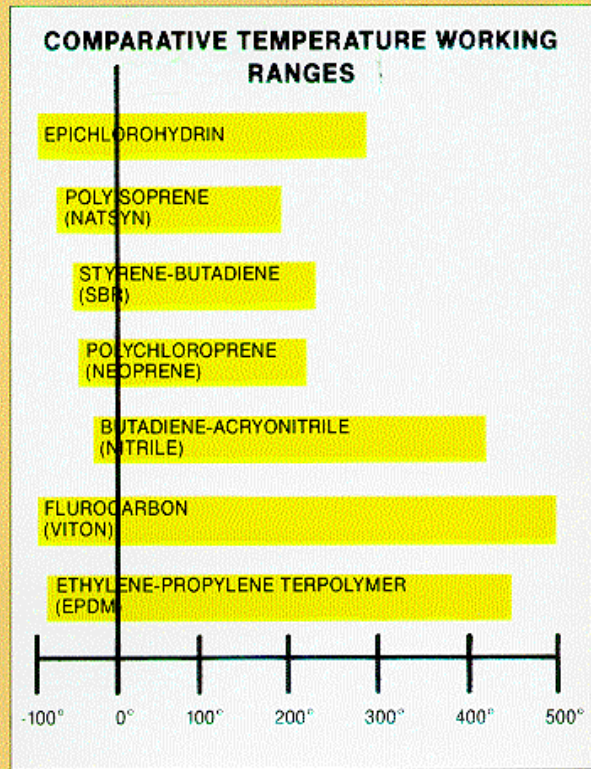 COMPARATIVE TEMPERATURE WORKING
RANGES
EPICHLOROHYDRIN
POLYISOPRENE
(NATSYN)
STYRENE-BUTADIENE
(SBR)
POLYCHLOROPRENE
(NEOPRENE)
BUTADIENE-ACRYONITRILE
(NITRILE)
FLUROCARBON
(VITON)
ETHYLENE-PROPYLENE TERPOLYMER
(EPDM)
-100° 0° 100° 200° 300° 400° 500°